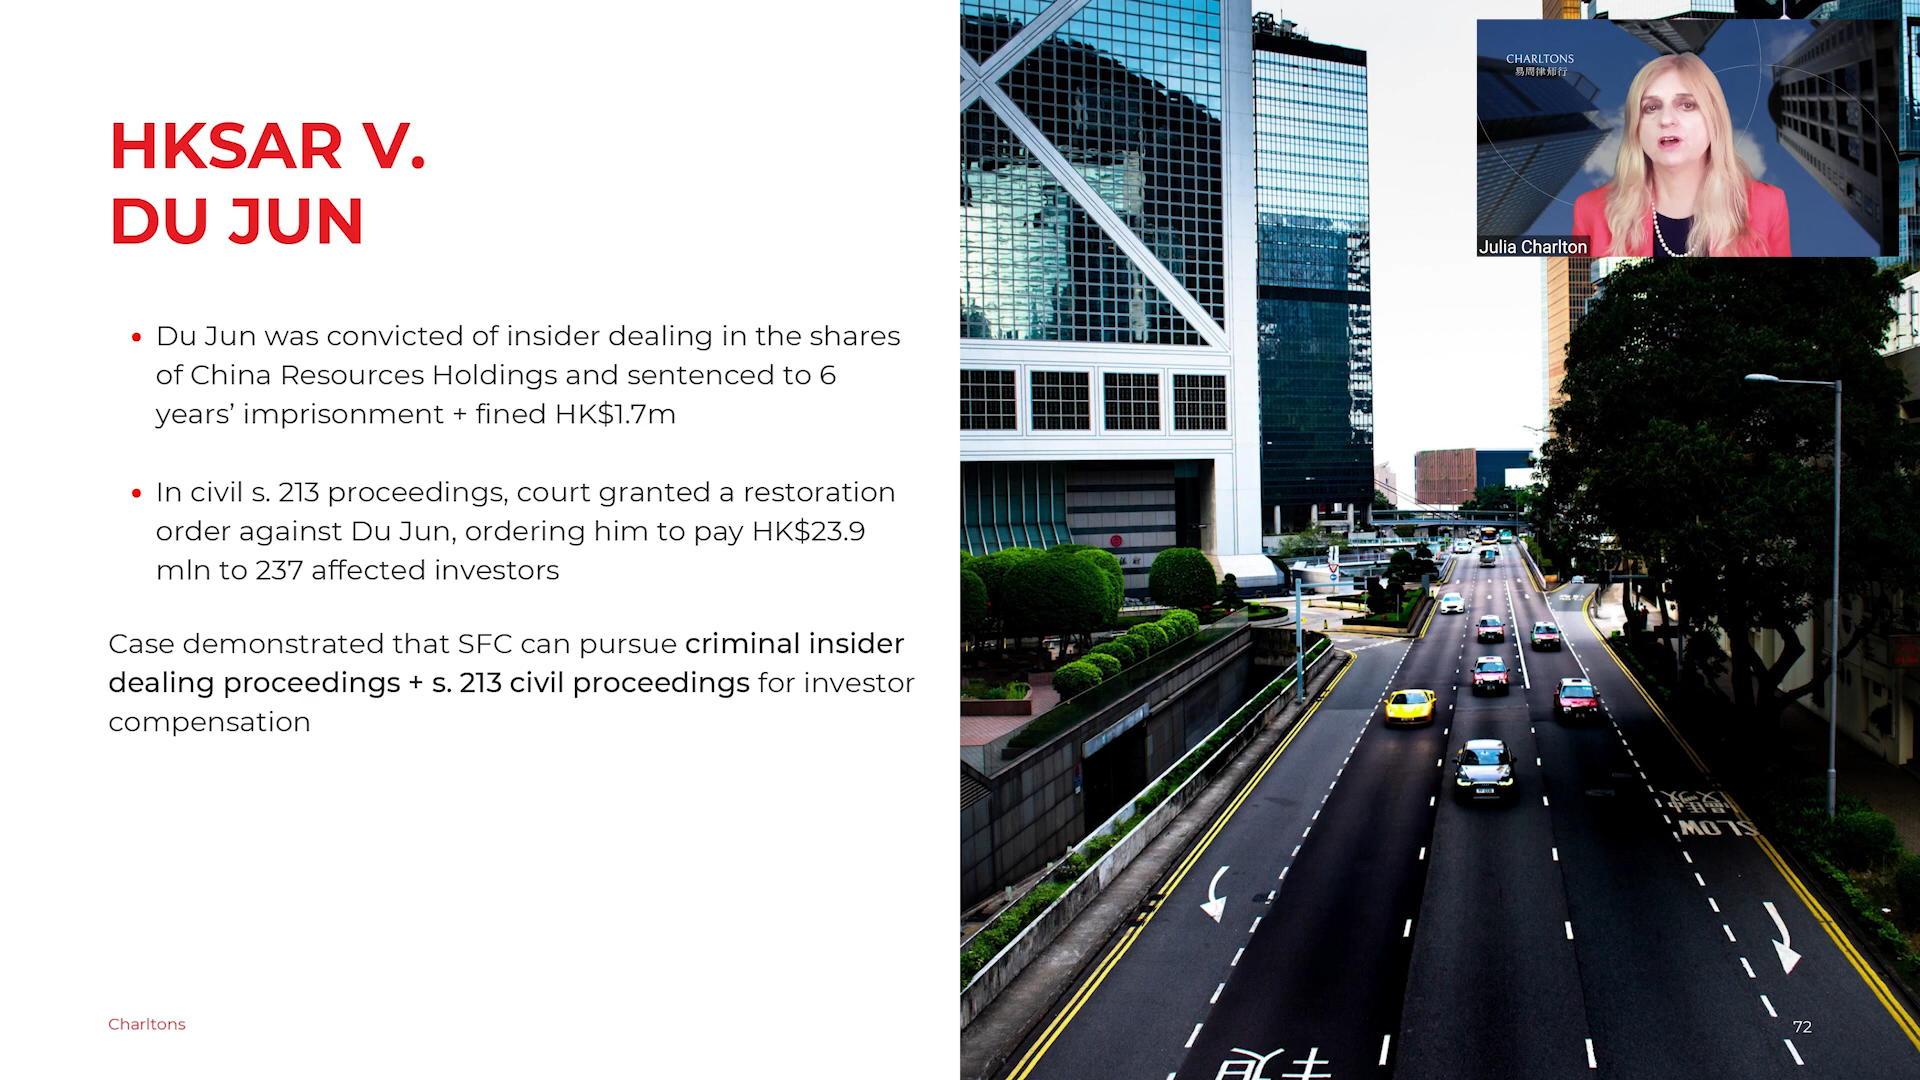 HKSAR V.
DU JUN
• Du Jun was convicted of insider dealing in the shares
of China Resources Holdings and sentenced to 6
years’ imprisonment + fined HK$1.7m
• In civil s. 213 proceedings, court granted a restoration
order against Du Jun, ordering him to pay HK$23.9
mln to 237 affected investors
Case demonstrated that SFC can pursue criminal insider
dealing proceedings + s. 213 civil proceedings for investor
compensation
Charltons
CHARLTONS
易周律师行
Julia Charlton
SLOW
72